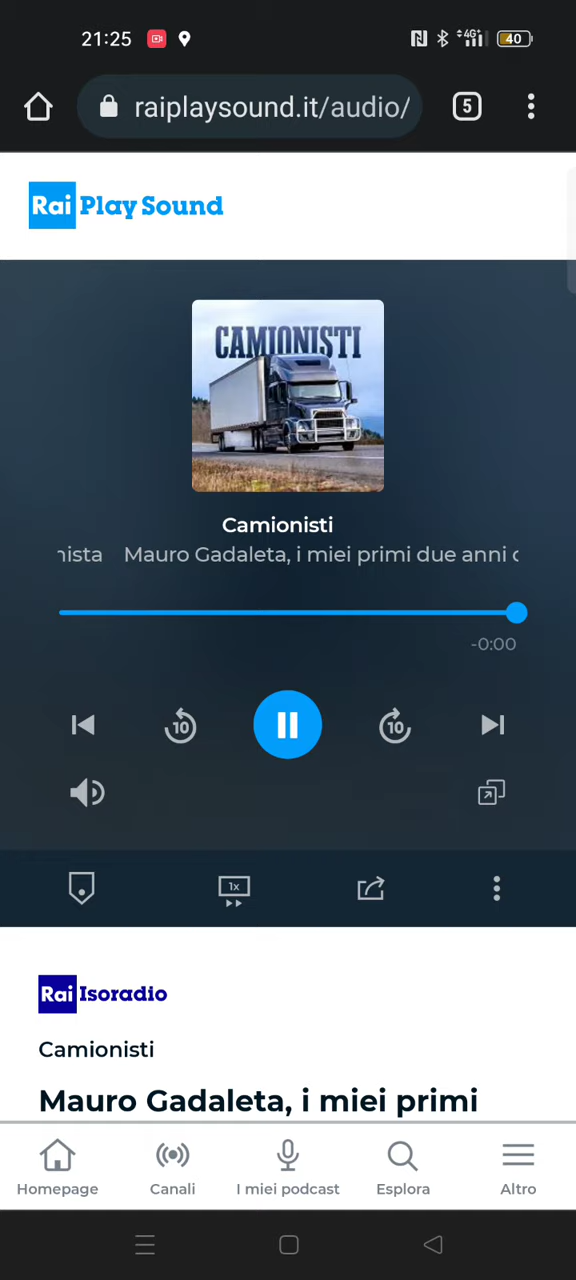 21:25
4G+
40
raiplaysound.it/audio/
5
Rai Play Sound
CAMIONISTI
Camionisti
nista Mauro Gadaleta, i miei primi due anni c
-0:00
10
10
1x
Rai Isoradio
Camionisti
Mauro Gadaleta, i miei primi
Homepage
Canali
I miei podcast
Esplora
Altro